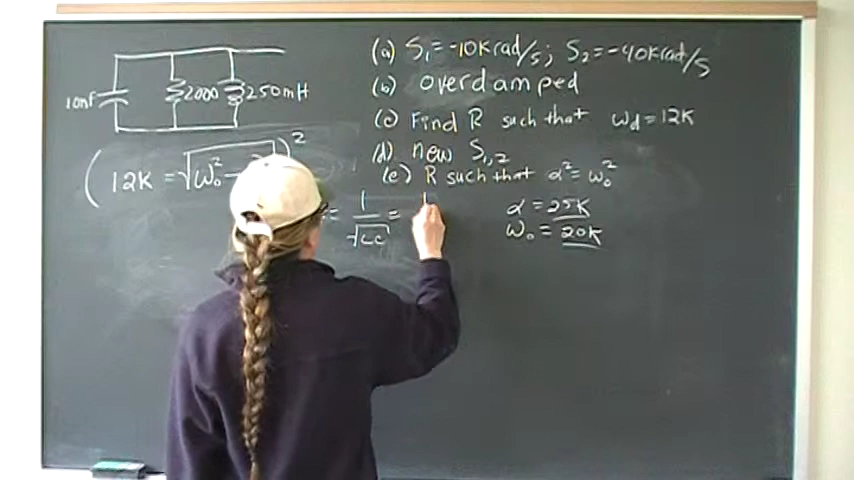 (a) S₁ = -10K rad/s ; S₂ = -40K rad/s
10nf 2000 250mH
(b) overdamped
(c) Find R such that ωd = 12K
(d) new S₁,₂
(12K = √ω₀² - )²
(e) R such that α² = ω₀²
= 1/√LC =
α = 25K
ω₀ = 20K